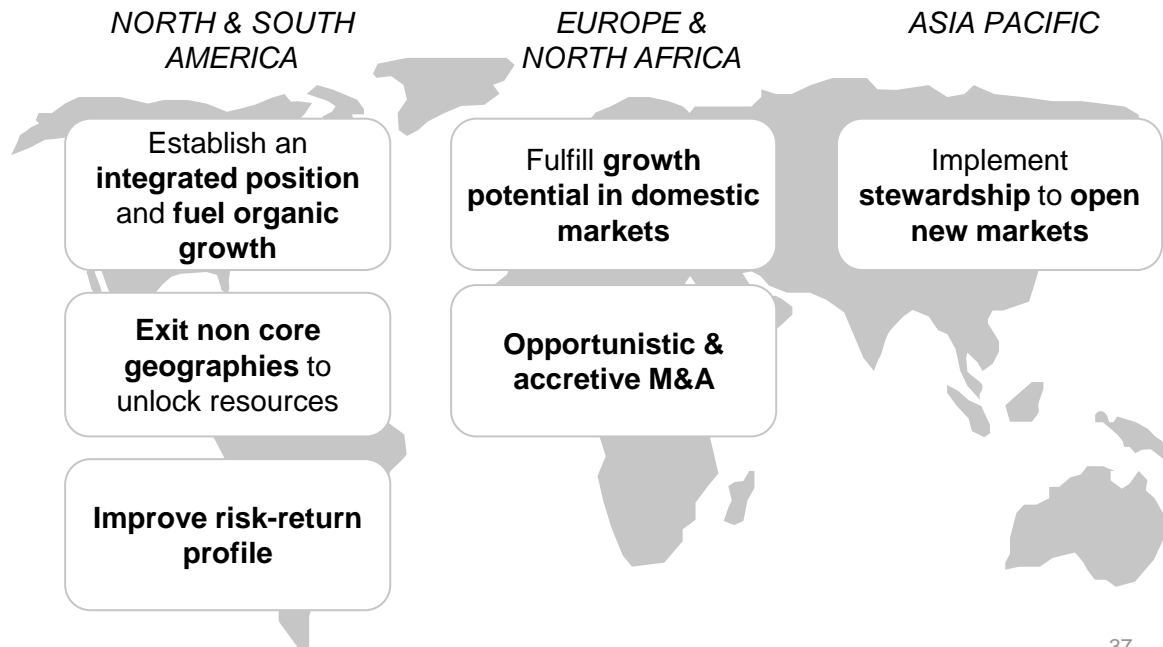 NORTH & SOUTH
AMERICA
Establish an
integrated position
and fuel organic
growth
Exit non core
geographies to
unlock resources
Improve risk-return
profile
EUROPE &
NORTH AFRICA
Fulfill growth
potential in domestic
markets
Opportunistic &
accretive M&A
ASIA PACIFIC
Implement
stewardship to open
new markets
37